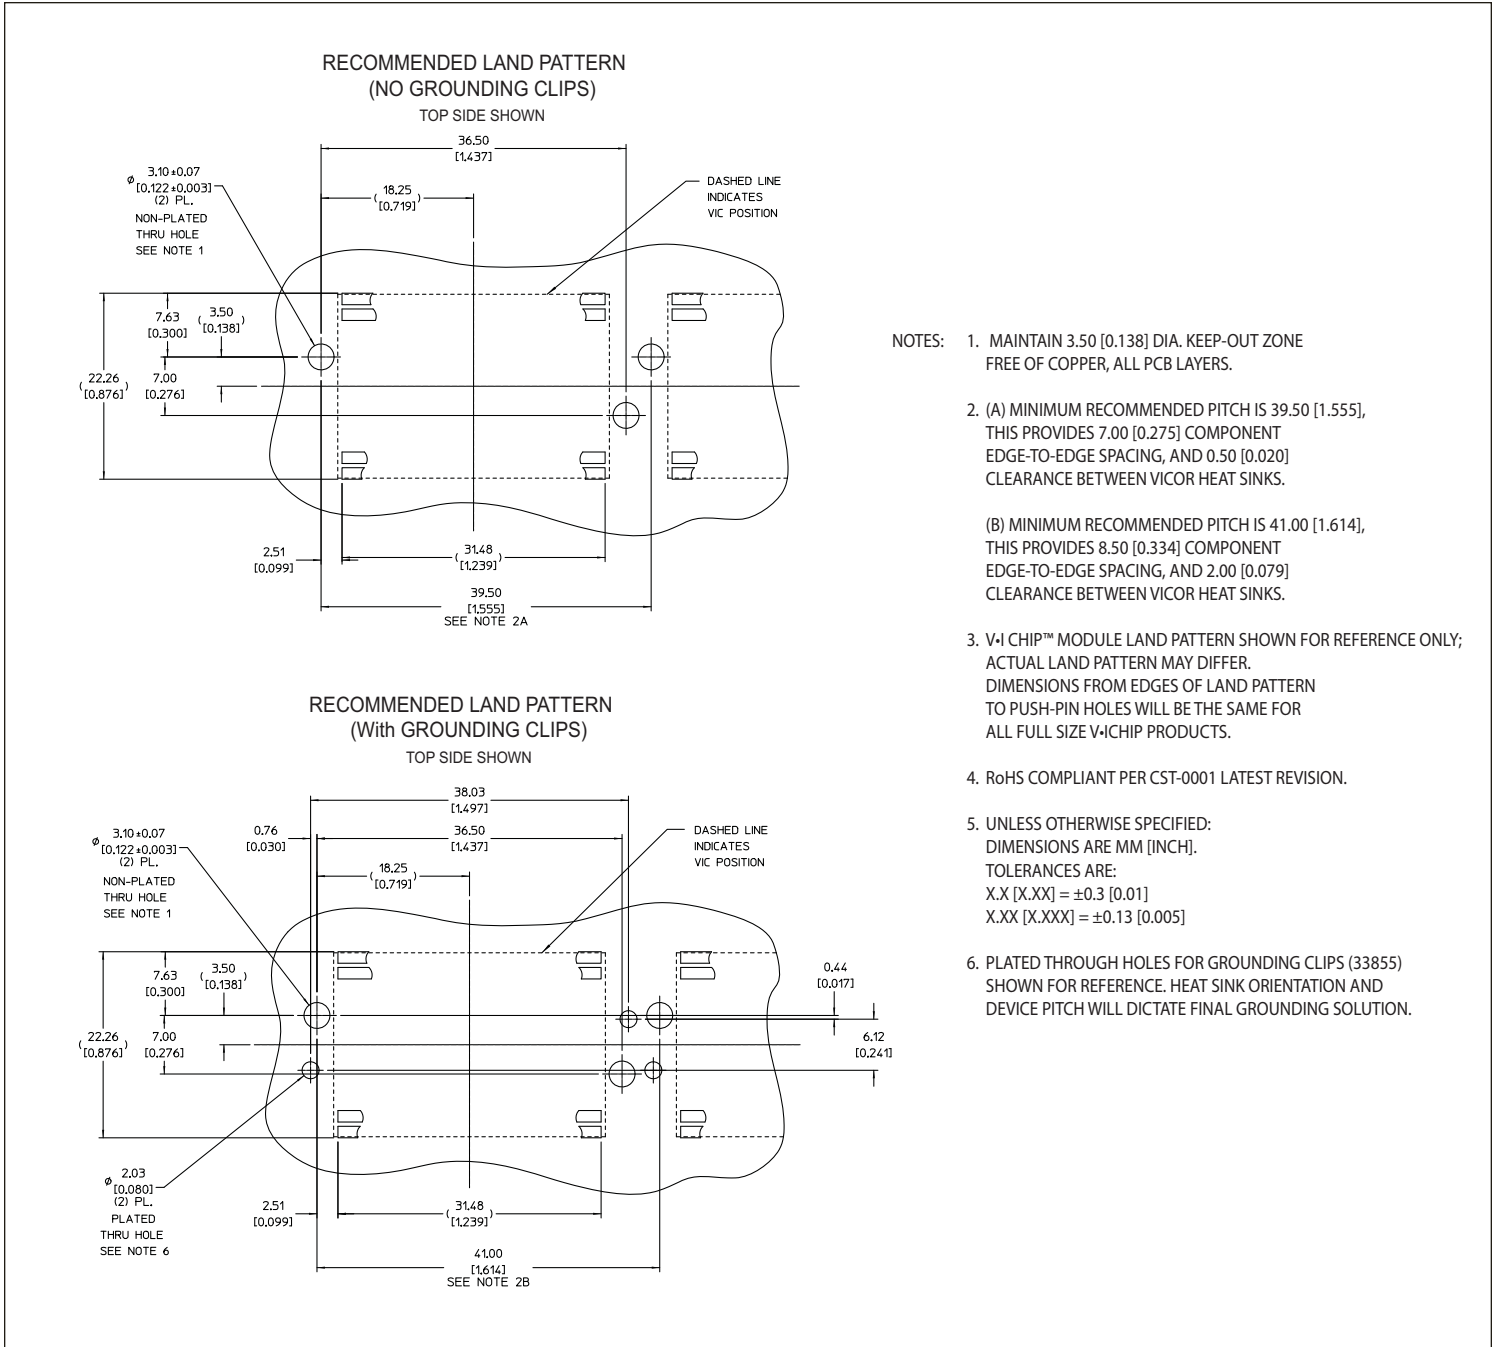 RECOMMENDED LAND PATTERN
(NO GROUNDING CLIPS)
TOP SIDE SHOWN
36.50
[1.437]
ø 3.10±0.07
[0.122±0.003]
(2) PL.
NON-PLATED
THRU HOLE
SEE NOTE 1
( 18.25 )
[0.719]
DASHED LINE
INDICATES
VIC POSITION
7.63
[0.300]
( 3.50 )
[0.138]
( 22.26 )
[0.876]
7.00
[0.276]
2.51
[0.099]
( 31.48 )
[1.239]
39.50
[1.555]
SEE NOTE 2A
RECOMMENDED LAND PATTERN
(With GROUNDING CLIPS)
TOP SIDE SHOWN
38.03
[1.497]
ø 3.10±0.07
[0.122±0.003]
(2) PL.
NON-PLATED
THRU HOLE
SEE NOTE 1
0.76
[0.030]
36.50
[1.437]
( 18.25 )
[0.719]
DASHED LINE
INDICATES
VIC POSITION
7.63
[0.300]
( 3.50 )
[0.138]
0.44
[0.017]
( 22.26 )
[0.876]
7.00
[0.276]
6.12
[0.241]
ø 2.03
[0.080]
(2) PL.
PLATED
THRU HOLE
SEE NOTE 6
2.51
[0.099]
( 31.48 )
[1.239]
41.00
[1.614]
SEE NOTE 2B
NOTES: 1. MAINTAIN 3.50 [0.138] DIA. KEEP-OUT ZONE
FREE OF COPPER, ALL PCB LAYERS.
2. (A) MINIMUM RECOMMENDED PITCH IS 39.50 [1.555],
THIS PROVIDES 7.00 [0.275] COMPONENT
EDGE-TO-EDGE SPACING, AND 0.50 [0.020]
CLEARANCE BETWEEN VICOR HEAT SINKS.
(B) MINIMUM RECOMMENDED PITCH IS 41.00 [1.614],
THIS PROVIDES 8.50 [0.334] COMPONENT
EDGE-TO-EDGE SPACING, AND 2.00 [0.079]
CLEARANCE BETWEEN VICOR HEAT SINKS.
3. V•I CHIP™ MODULE LAND PATTERN SHOWN FOR REFERENCE ONLY;
ACTUAL LAND PATTERN MAY DIFFER.
DIMENSIONS FROM EDGES OF LAND PATTERN
TO PUSH-PIN HOLES WILL BE THE SAME FOR
ALL FULL SIZE V•ICHIP PRODUCTS.
4. RoHS COMPLIANT PER CST-0001 LATEST REVISION.
5. UNLESS OTHERWISE SPECIFIED:
DIMENSIONS ARE MM [INCH].
TOLERANCES ARE:
X.X [X.XX] = ±0.3 [0.01]
X.XX [X.XXX] = ±0.13 [0.005]
6. PLATED THROUGH HOLES FOR GROUNDING CLIPS (33855)
SHOWN FOR REFERENCE. HEAT SINK ORIENTATION AND
DEVICE PITCH WILL DICTATE FINAL GROUNDING SOLUTION.